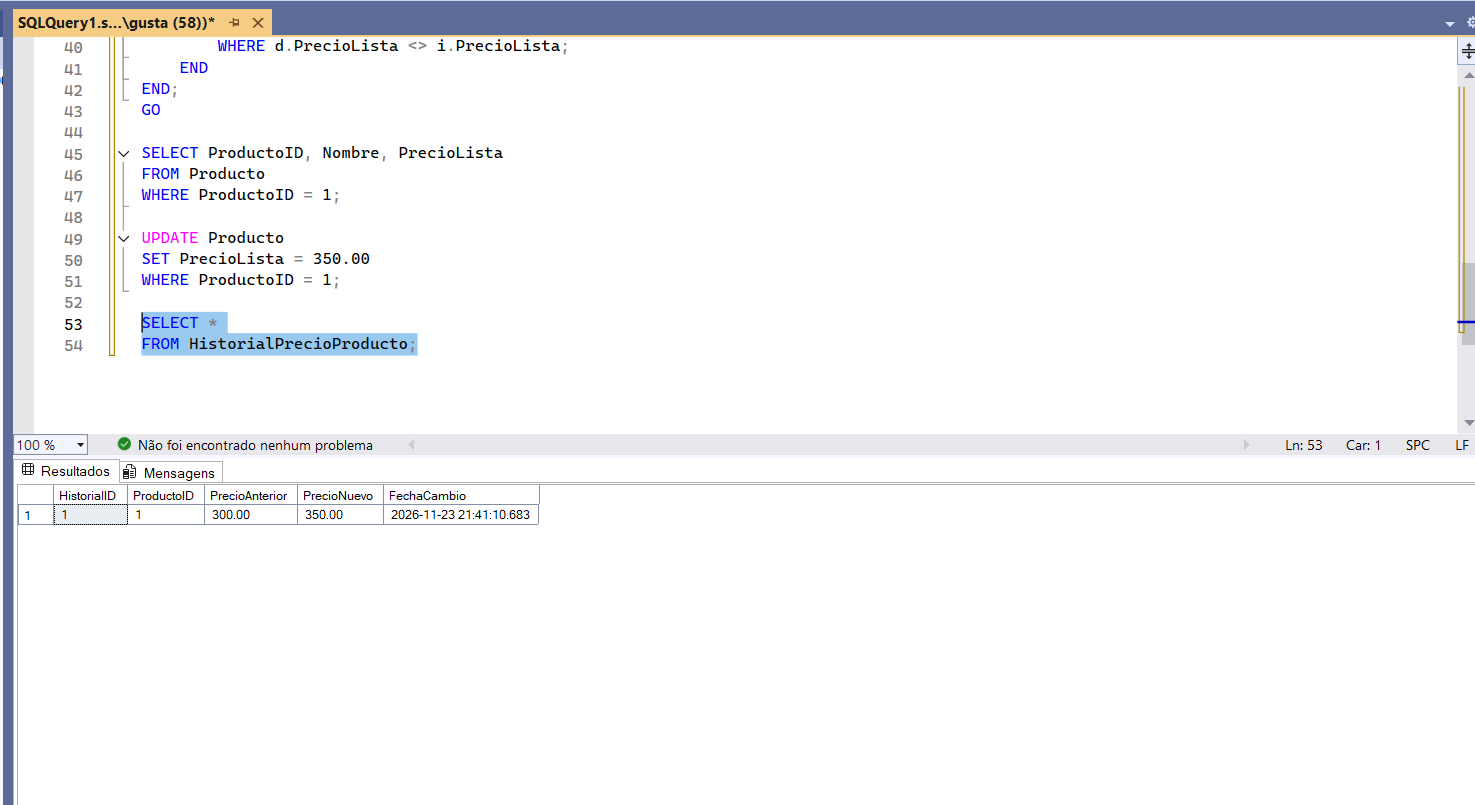 SQLQuery1.s...\gusta (58))*
40 WHERE d.PrecioLista <> i.PrecioLista;
41 END
42 END;
43 GO
44
45 SELECT ProductoID, Nombre, PrecioLista
46 FROM Producto
47 WHERE ProductoID = 1;
48
49 UPDATE Producto
50 SET PrecioLista = 350.00
51 WHERE ProductoID = 1;
52
53 SELECT *
54 FROM HistorialPrecioProducto;
100 % Não foi encontrado nenhum problema Ln: 53 Car: 1 SPC LF
Resultados Mensagens
HistorialID ProductoID PrecioAnterior PrecioNuevo FechaCambio
1 1 1 300.00 350.00 2026-11-23 21:41:10.683